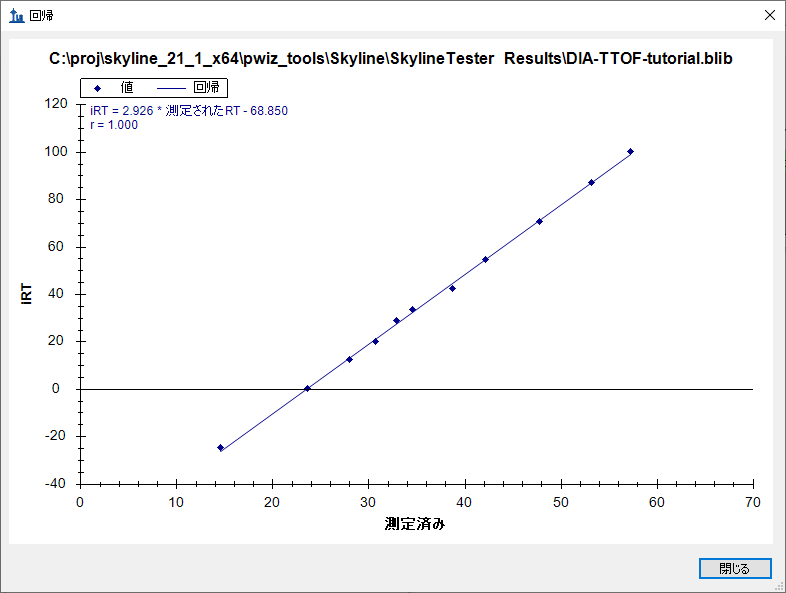 回帰
C:\proj\skyline_21_1_x64\pwiz_tools\Skyline\SkylineTester Results\DIA-TTOF-tutorial.blib
値 回帰
iRT = 2.926 * 測定されたRT - 68.850
r = 1.000
120
100
80
60
40
20
0
-20
-40
iRT
0 10 20 30 40 50 60 70
測定済み
閉じる